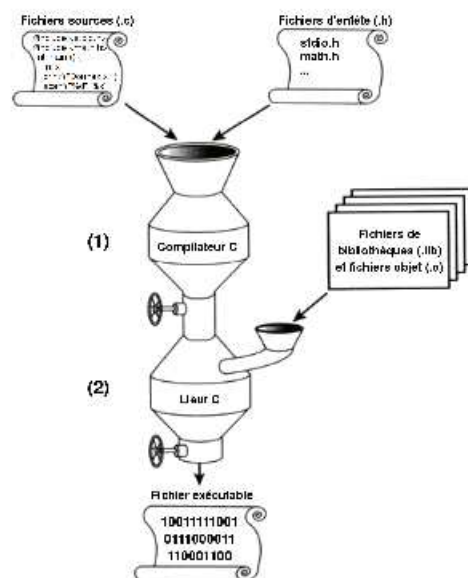 Fichiers sources (.c)
Fichiers d'entête (.h)
stdio.h
math.h
...
(1)
Compilateur C
Fichiers de
bibliothèques (.lib)
et fichiers objet (.o)
(2)
Lieur C
Fichier exécutable
10011111001
0111000011
110001100